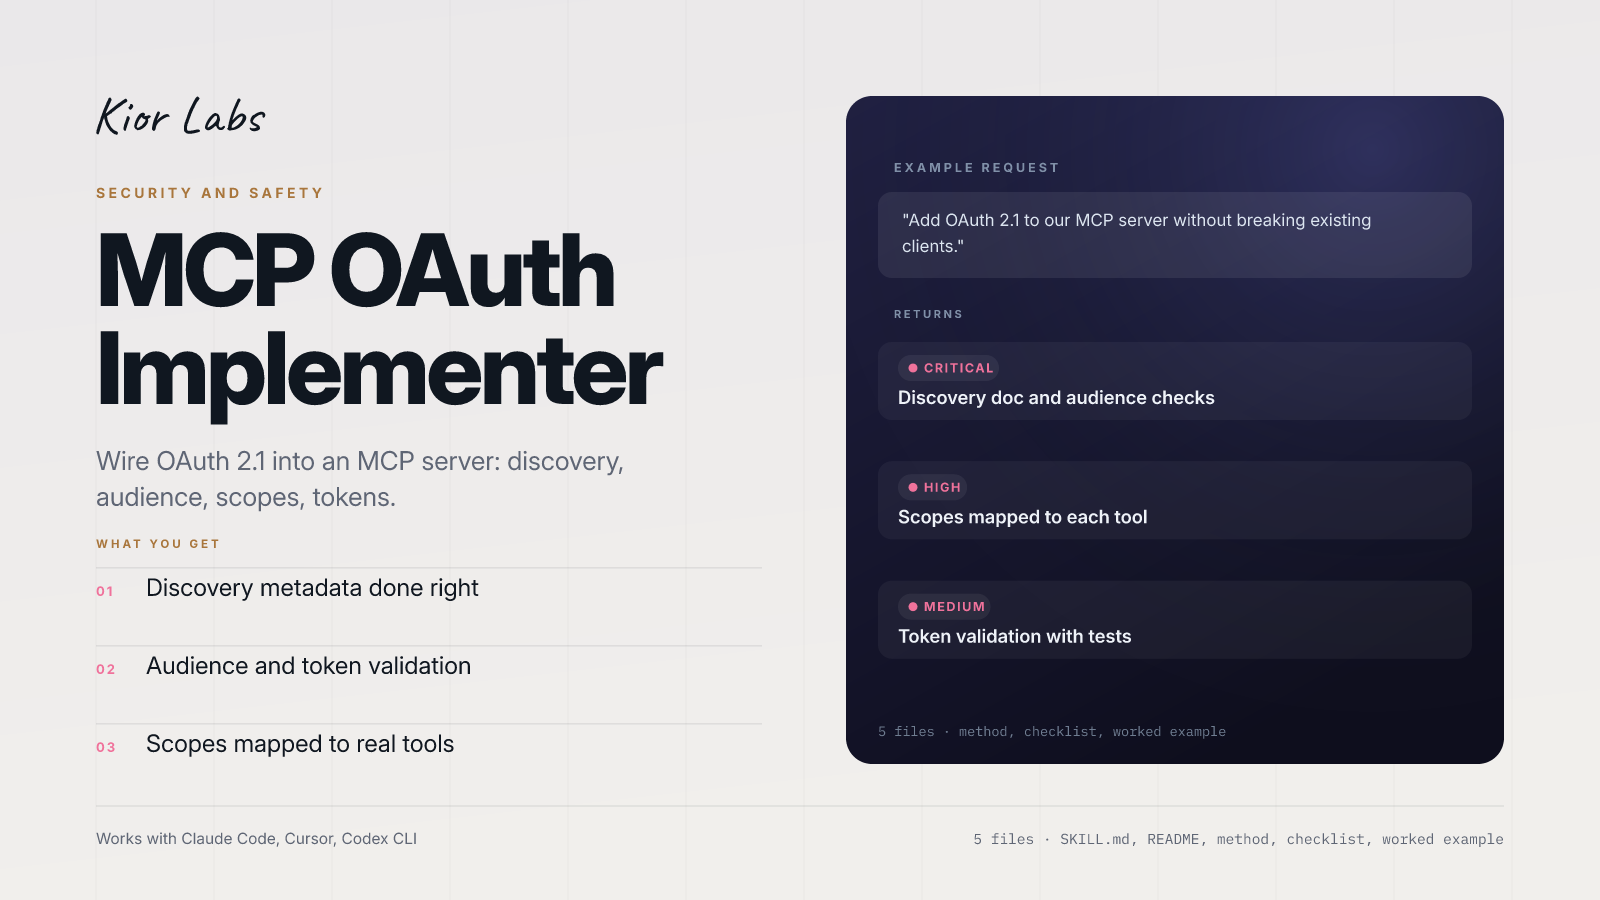 Kior Labs
SECURITY AND SAFETY
MCP OAuth
Implementer
Wire OAuth 2.1 into an MCP server: discovery,
audience, scopes, tokens.
WHAT YOU GET
01 Discovery metadata done right
02 Audience and token validation
03 Scopes mapped to real tools
EXAMPLE REQUEST
"Add OAuth 2.1 to our MCP server without breaking existing
clients."
RETURNS
CRITICAL
Discovery doc and audience checks
HIGH
Scopes mapped to each tool
MEDIUM
Token validation with tests
5 files · method, checklist, worked example
Works with Claude Code, Cursor, Codex CLI
5 files · SKILL.md, README, method, checklist, worked example